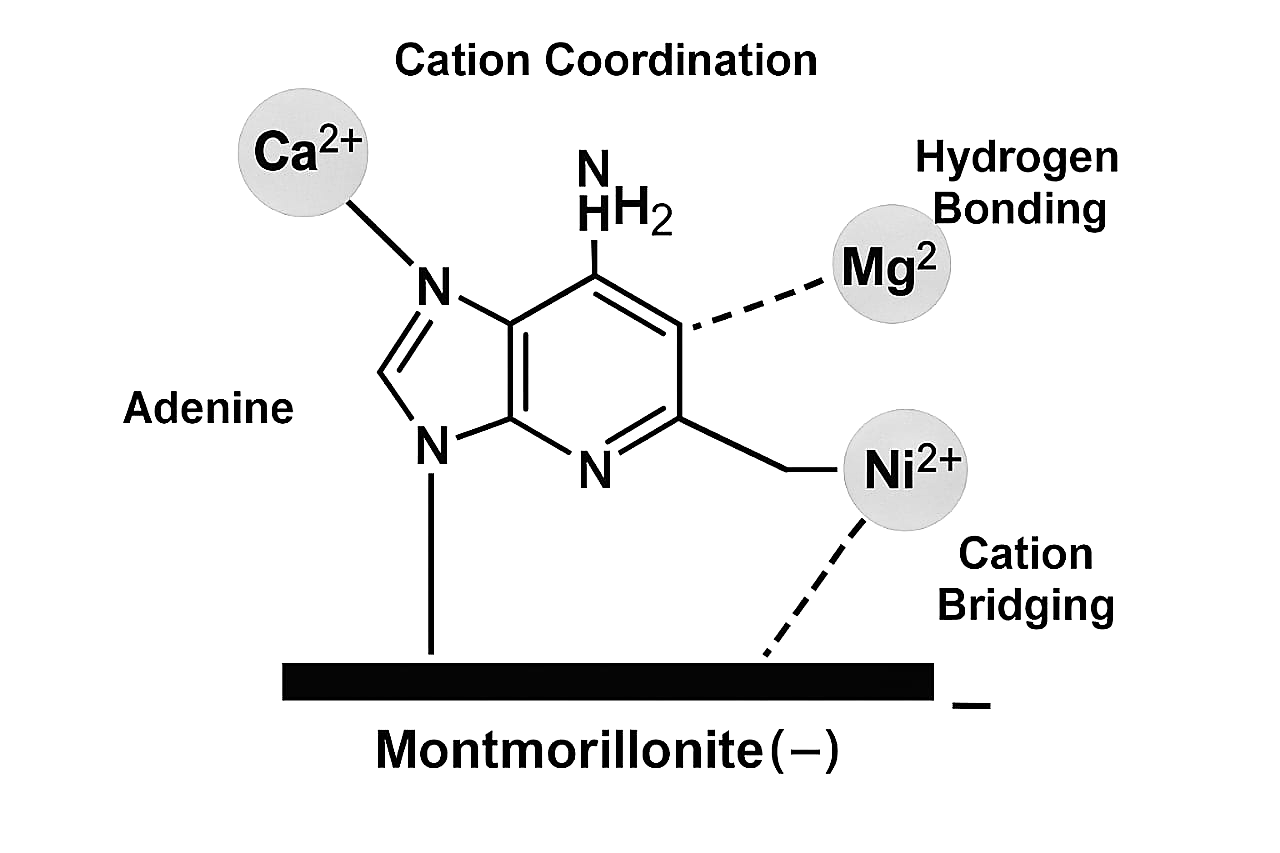 Cation Coordination
Ca²⁺
Hydrogen
Bonding
N
HH₂
Mg²
N
Adenine
N
N
Ni²⁺
Cation
Bridging
–
Montmorillonite(–)